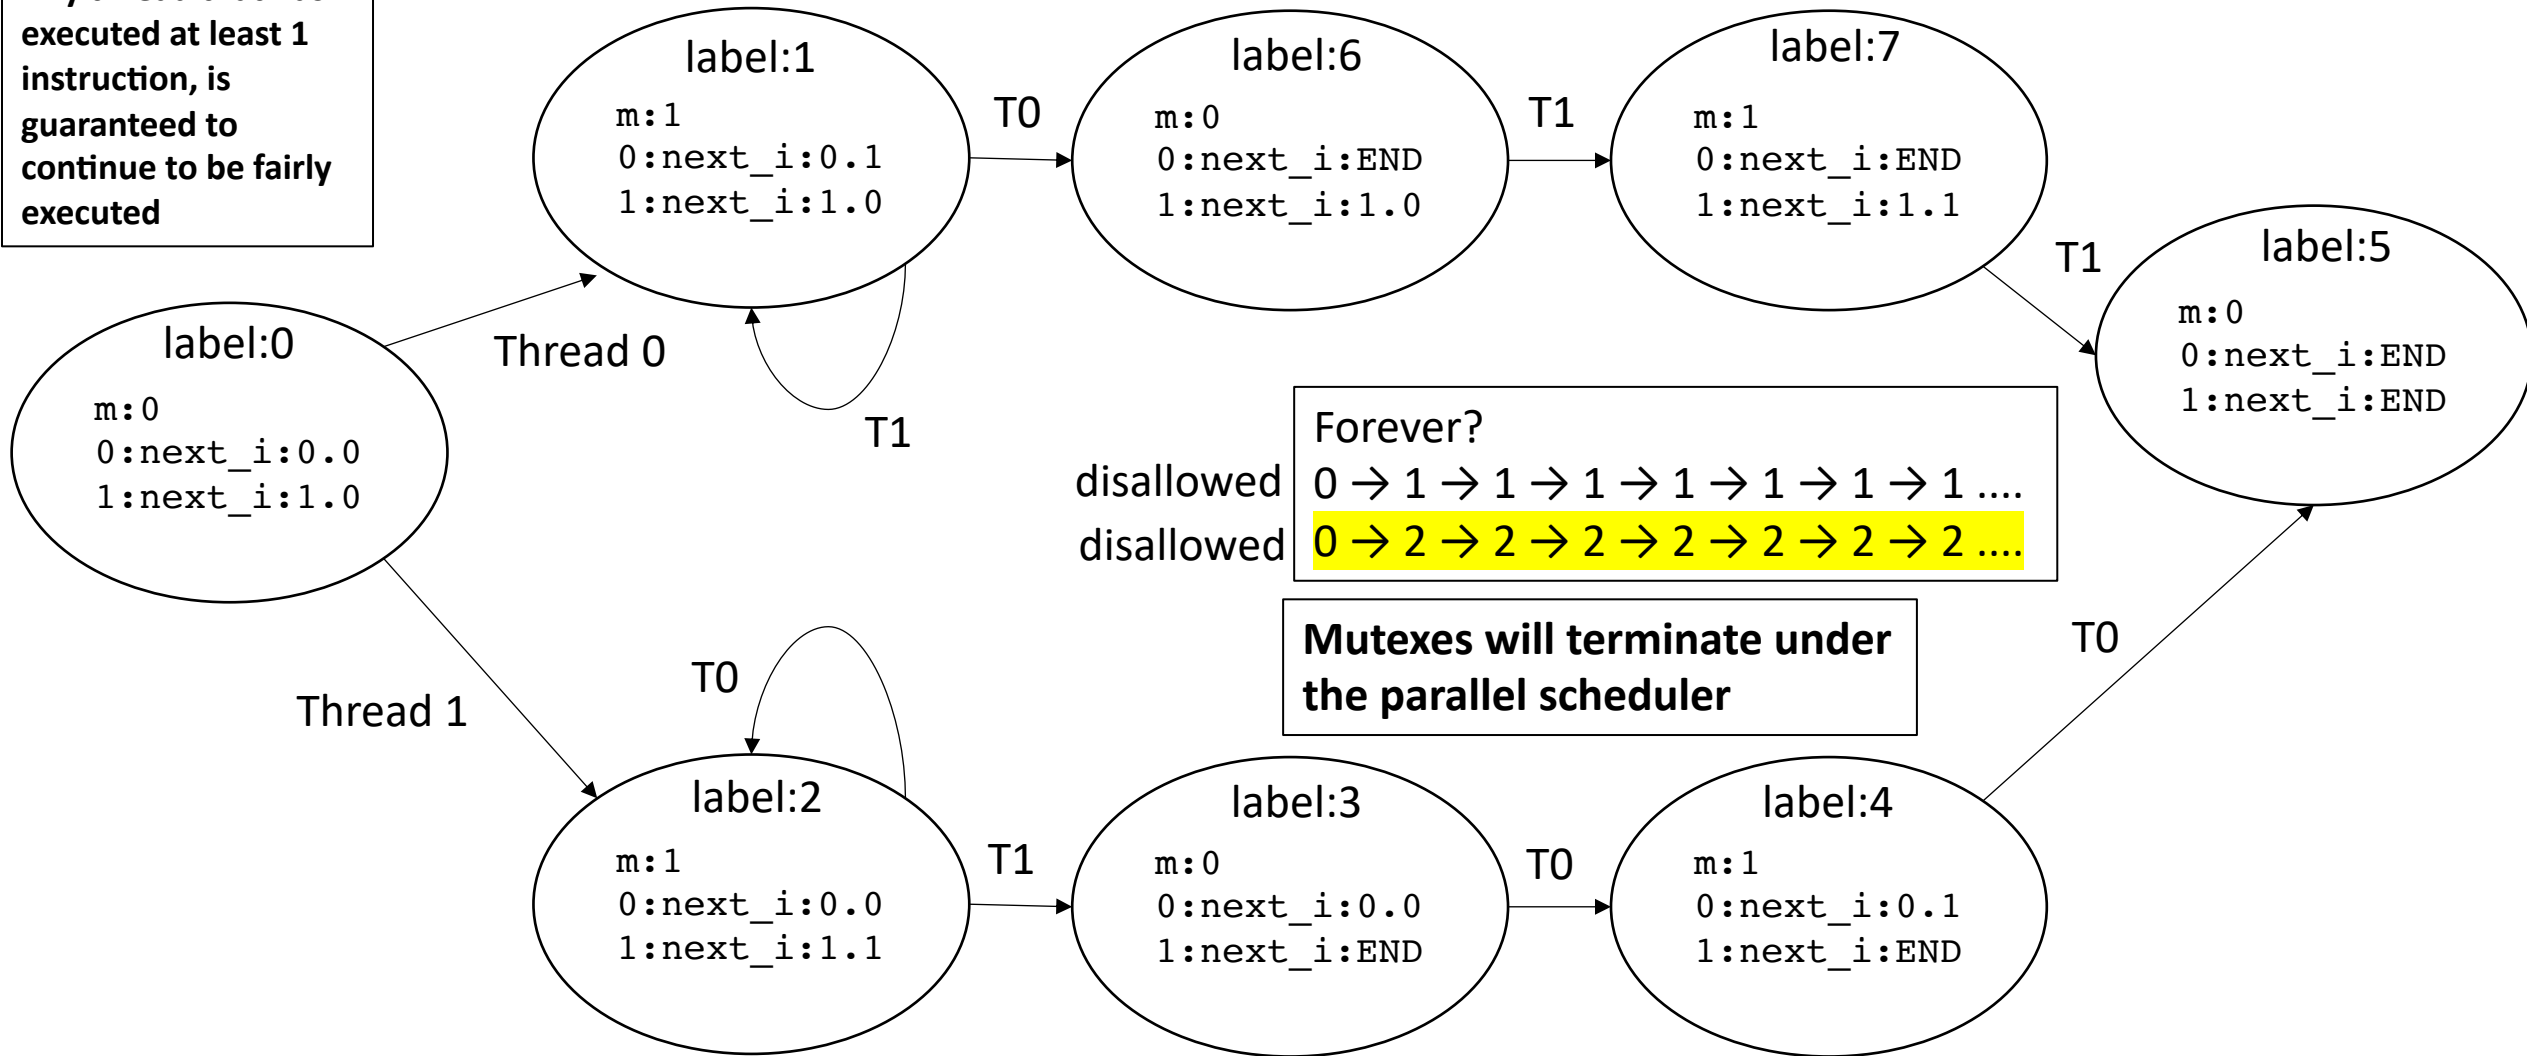 executed at least 1
instruction, is
guaranteed to
continue to be fairly
executed
label:0
m:0
0:next_i:0.0
1:next_i:1.0
Thread 0
Thread 1
label:1
m:1
0:next_i:0.1
1:next_i:1.0
T1
T0
label:6
m:0
0:next_i:END
1:next_i:1.0
T1
label:7
m:1
0:next_i:END
1:next_i:1.1
T1
label:5
m:0
0:next_i:END
1:next_i:END
Forever?
disallowed 0 → 1 → 1 → 1 → 1 → 1 → 1 → 1 ....
disallowed 0 → 2 → 2 → 2 → 2 → 2 → 2 → 2 ....
Mutexes will terminate under
the parallel scheduler
T0
label:2
m:1
0:next_i:0.0
1:next_i:1.1
T1
label:3
m:0
0:next_i:0.0
1:next_i:END
T0
label:4
m:1
0:next_i:0.1
1:next_i:END
T0